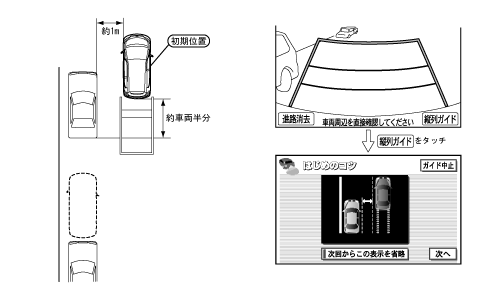 約1m
初期位置
約車両半分
進路消去
車両周辺を直接確認してください
縦列ガイド
縦列ガイドをタッチ
はじめのコツ
ガイド中止
次回からこの表示を省略
次へ